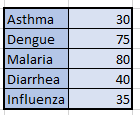 Asthma 30
Dengue 75
Malaria 80
Diarrhea 40
Influenza 35